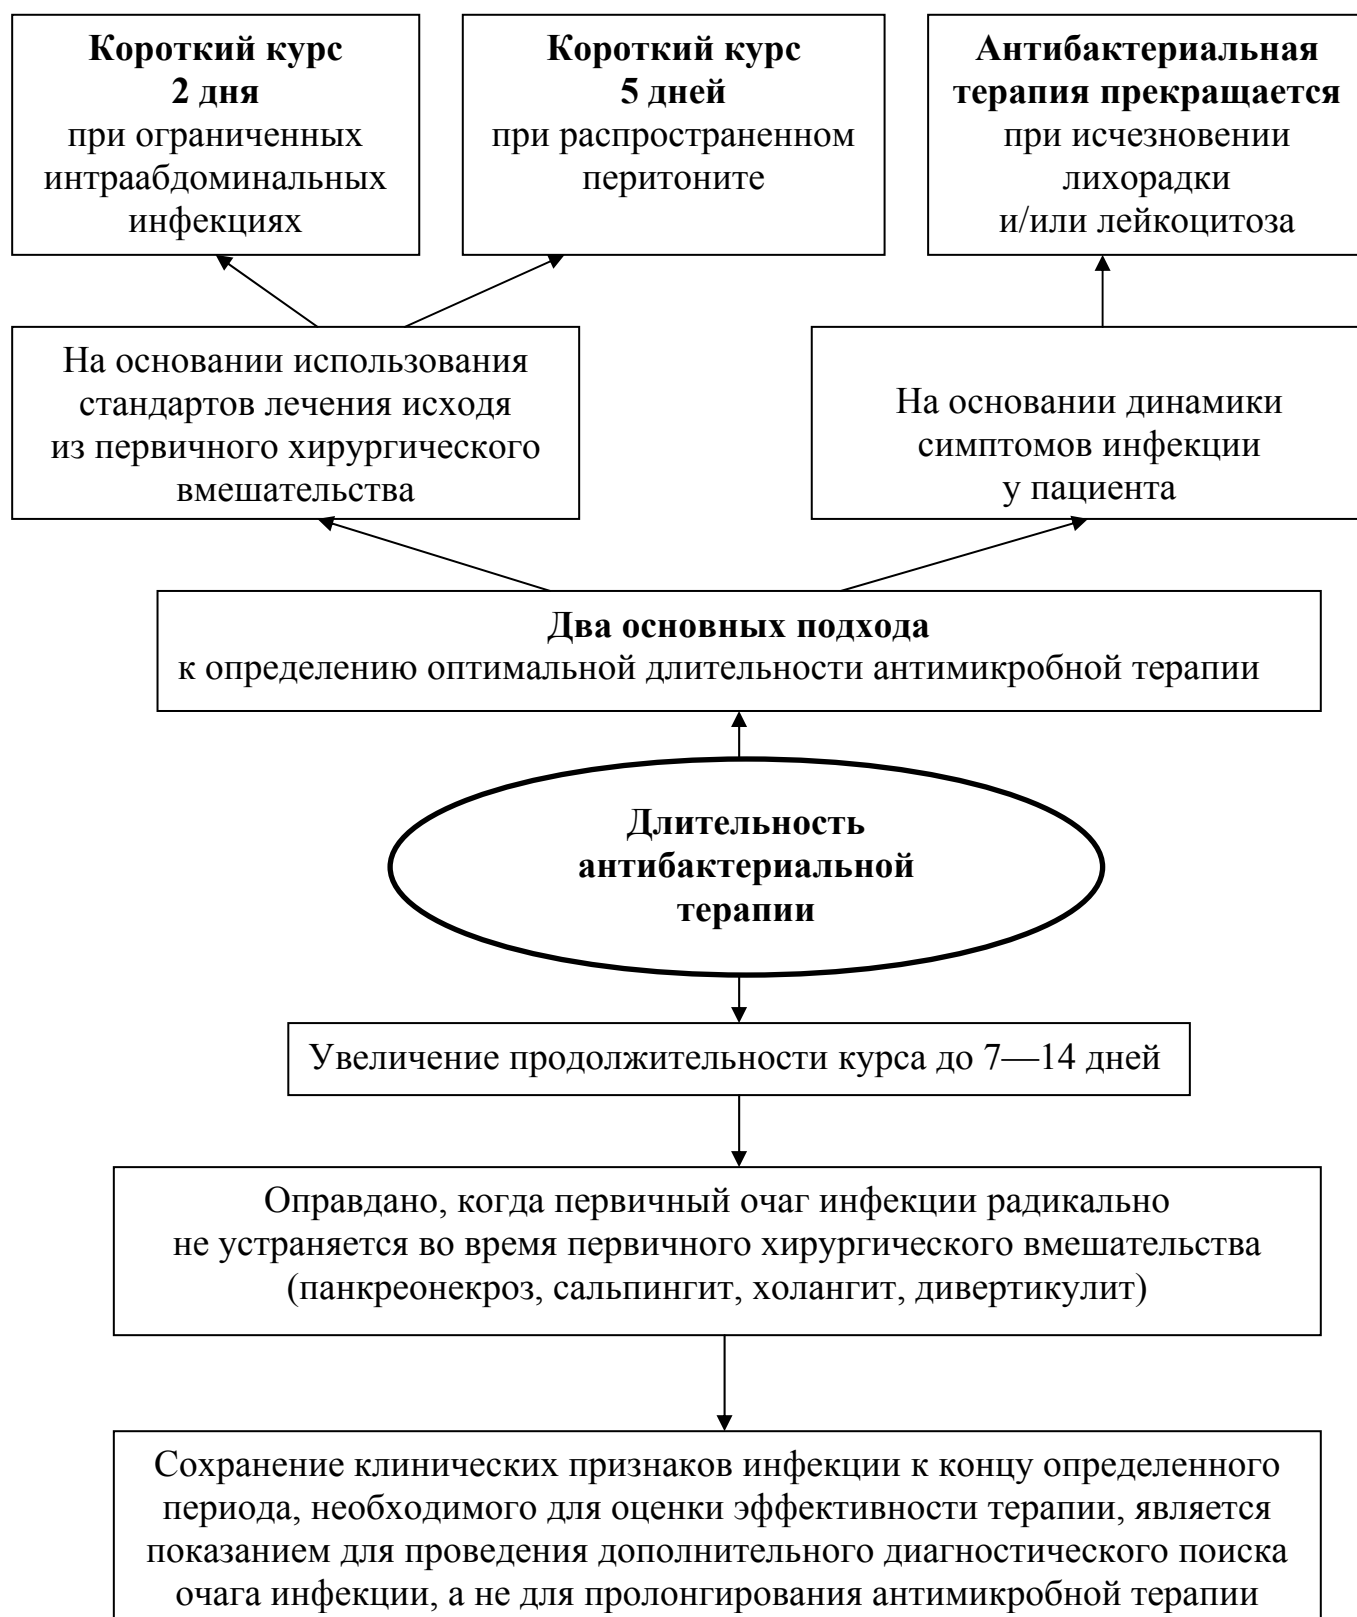 Короткий курс
2 дня
при ограниченных
интраабдоминальных
инфекциях
Короткий курс
5 дней
при распространенном
перитоните
Антибактериальная
терапия прекращается
при исчезновении
лихорадки
и/или лейкоцитоза
На основании использования
стандартов лечения исходя
из первичного хирургического
вмешательства
На основании динамики
симптомов инфекции
у пациента
Два основных подхода
к определению оптимальной длительности антимикробной терапии
Длительность
антибактериальной
терапии
Увеличение продолжительности курса до 7—14 дней
Оправдано, когда первичный очаг инфекции радикально
не устраняется во время первичного хирургического вмешательства
(панкреонекроз, сальпингит, холангит, дивертикулит)
Сохранение клинических признаков инфекции к концу определенного
периода, необходимого для оценки эффективности терапии, является
показанием для проведения дополнительного диагностического поиска
очага инфекции, а не для пролонгирования антимикробной терапии